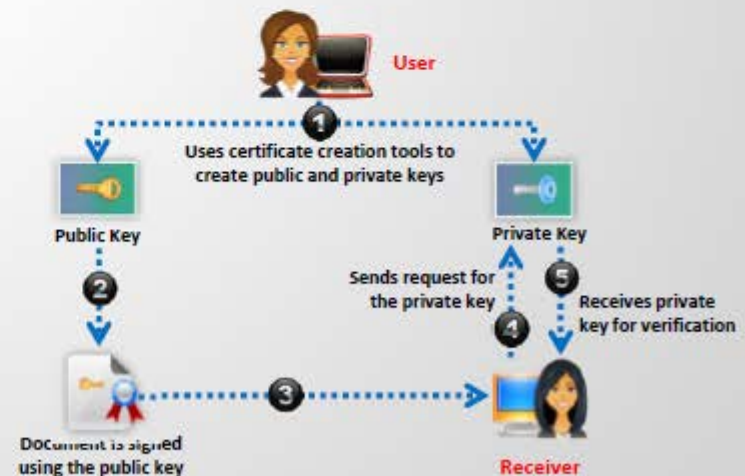 User
1
Uses certificate creation tools to
create public and private keys
Public Key
Private Key
2
Sends request for
the private key
5
Receives private
key for verification
4
3
Document is signed
using the public key
Receiver